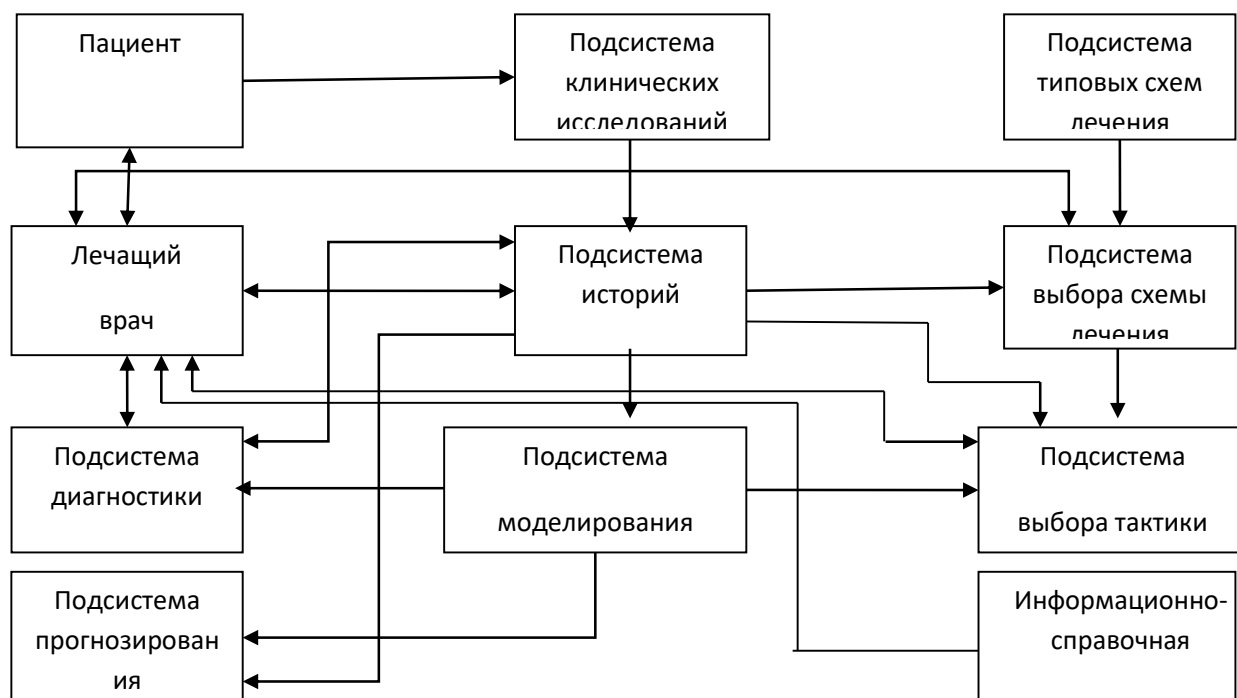 Пациент
Подсистема
клинических
исследований
Подсистема
типовых схем
лечения
Лечащий
врач
Подсистема
историй
Подсистема
выбора схемы
лечения
Подсистема
диагностики
Подсистема
моделирования
Подсистема
выбора тактики
Подсистема
прогнозирован
ия
Информационно-
справочная